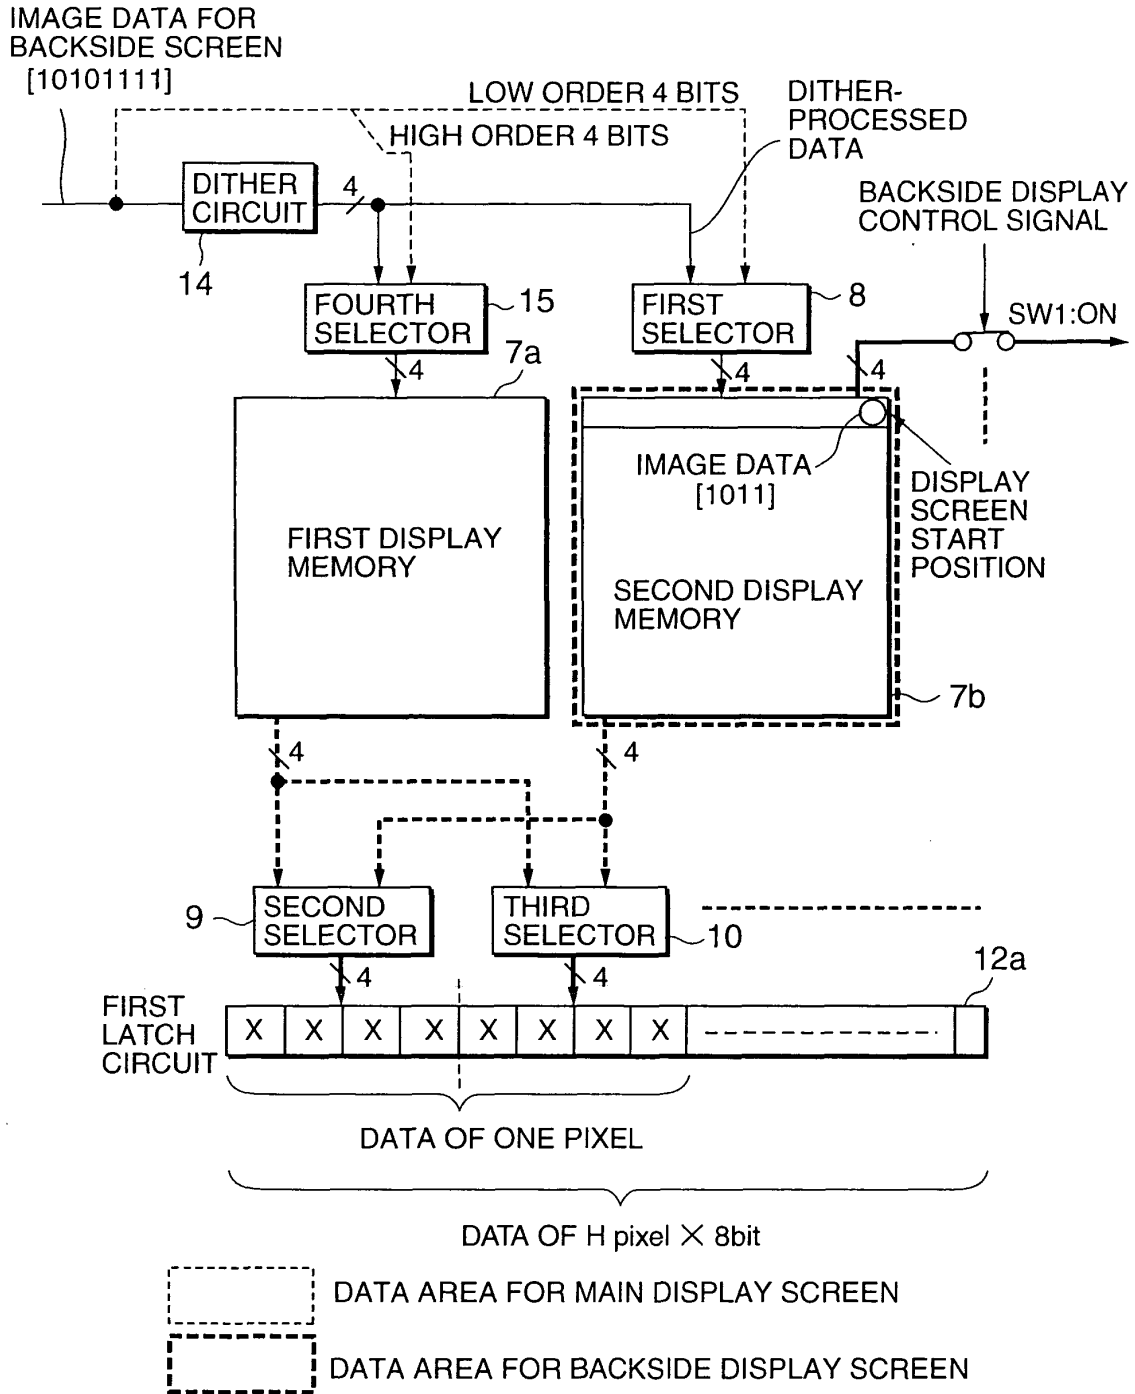 IMAGE DATA FOR
BACKSIDE SCREEN
[10101111]
LOW ORDER 4 BITS
HIGH ORDER 4 BITS
DITHER-
PROCESSED
DATA
DITHER
CIRCUIT
4
14
BACKSIDE DISPLAY
CONTROL SIGNAL
FOURTH
SELECTOR
15
FIRST
SELECTOR
8
SW1:ON
4
7a
4
4
IMAGE DATA
[1011]
DISPLAY
SCREEN
START
POSITION
FIRST DISPLAY
MEMORY
SECOND DISPLAY
MEMORY
7b
4
4
9
SECOND
SELECTOR
THIRD
SELECTOR
10
4
4
12a
FIRST
LATCH
CIRCUIT
X X X X X X X X
DATA OF ONE PIXEL
DATA OF H pixel X 8bit
DATA AREA FOR MAIN DISPLAY SCREEN
DATA AREA FOR BACKSIDE DISPLAY SCREEN